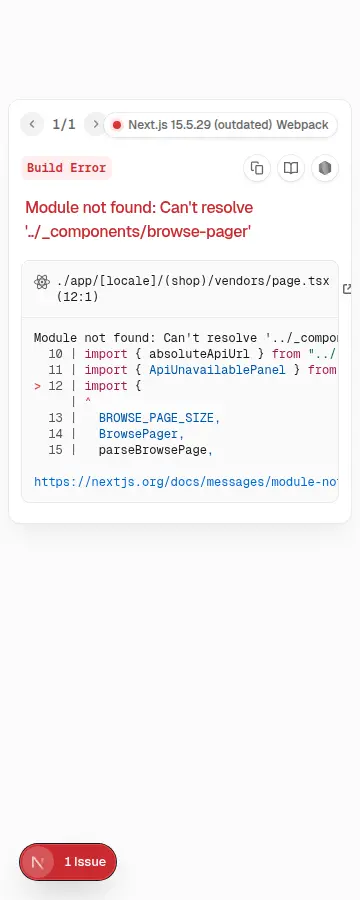 1/1
Next.js 15.5.29 (outdated) Webpack
Build Error
Module not found: Can't resolve
'../_components/browse-pager'
./app/[locale]/(shop)/vendors/page.tsx
(12:1)
Module not found: Can't resolve '../_compo
10 | import { absoluteApiUrl } from "../
11 | import { ApiUnavailablePanel } from
> 12 | import {
| ^
13 | BROWSE_PAGE_SIZE,
14 | BrowsePager,
15 | parseBrowsePage,
https://nextjs.org/docs/messages/module-no
1 Issue